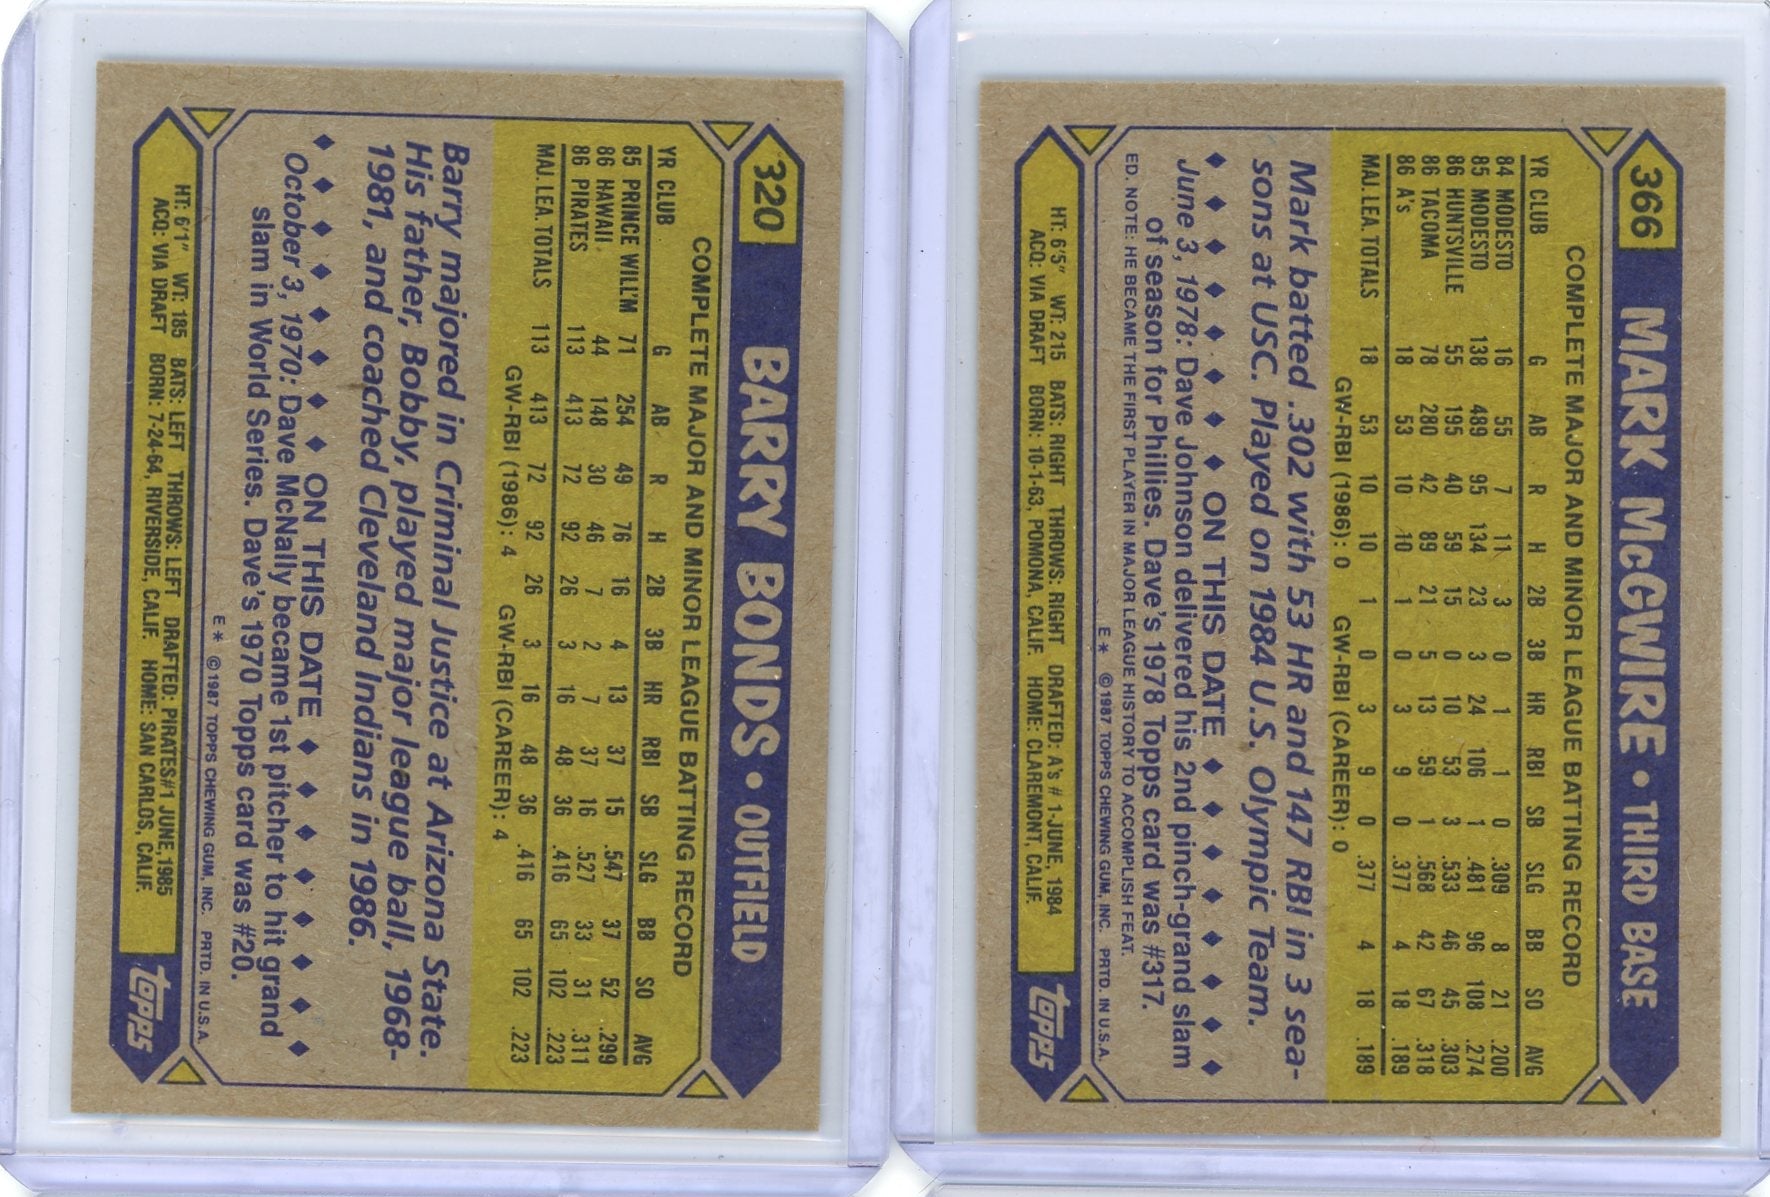 320 BARRY BONDS • OUTFIELD
COMPLETE MAJOR AND MINOR LEAGUE BATTING RECORD
YR CLUB G AB R H 2B 3B HR RBI SB SLG BB SO AVG
85 PRINCE WILL'M 71 254 49 76 16 4 13 37 15 .547 37 52 .299
86 HAWAII 44 148 30 46 7 2 7 37 16 .527 33 31 .311
86 PIRATES 113 413 72 92 26 3 16 48 36 .416 65 102 .223
MAJ. LEA. TOTALS 113 413 72 92 26 3 16 48 36 .416 65 102 .223
GW-RBI (1986): 4 GW-RBI (CAREER): 4
Barry majored in Criminal Justice at Arizona State.
His father, Bobby, played major league ball, 1968-
1981, and coached Cleveland Indians in 1986.
ON THIS DATE
October 3, 1970: Dave McNally became 1st pitcher to hit grand
slam in World Series. Dave's 1970 Topps card was #20.
E* ©1987 TOPPS CHEWING GUM, INC. PRTD. IN U.S.A.
HT: 6'1" WT: 185 BATS: LEFT THROWS: LEFT DRAFTED: PIRATES#1 JUNE, 1985
ACQ: VIA DRAFT BORN: 7-24-64, RIVERSIDE, CALIF. HOME: SAN CARLOS, CALIF.
topps
366 MARK McGWIRE • THIRD BASE
COMPLETE MAJOR AND MINOR LEAGUE BATTING RECORD
YR CLUB G AB R H 2B 3B HR RBI SB SLG BB SO AVG
84 MODESTO 16 55 7 11 3 0 1 1 0 .309 8 21 .200
85 MODESTO 138 489 95 134 23 3 24 106 1 .481 96 108 .274
86 HUNTSVILLE 55 195 40 59 15 0 10 53 3 .533 46 45 .303
86 TACOMA 78 280 42 89 21 5 13 59 1 .568 42 67 .318
86 A's 18 53 10 10 1 0 3 9 0 .377 4 18 .189
MAJ. LEA. TOTALS 18 53 10 10 1 0 3 9 0 .377 4 18 .189
GW-RBI (1986): 0 GW-RBI (CAREER): 0
Mark batted .302 with 53 HR and 147 RBI in 3 sea-
sons at USC. Played on 1984 U.S. Olympic Team.
ON THIS DATE
June 3, 1978: Dave Johnson delivered his 2nd pinch-grand slam
of season for Phillies. Dave's 1978 Topps card was #317.
ED. NOTE: HE BECAME THE FIRST PLAYER IN MAJOR LEAGUE HISTORY TO ACCOMPLISH FEAT.
E* ©1987 TOPPS CHEWING GUM, INC. PRTD. IN U.S.A.
HT: 6'5" WT: 215 BATS: RIGHT THROWS: RIGHT DRAFTED: A's # 1-JUNE, 1984
ACQ: VIA DRAFT BORN: 10-1-63, POMONA, CALIF. HOME: CLAREMONT, CALIF.
topps